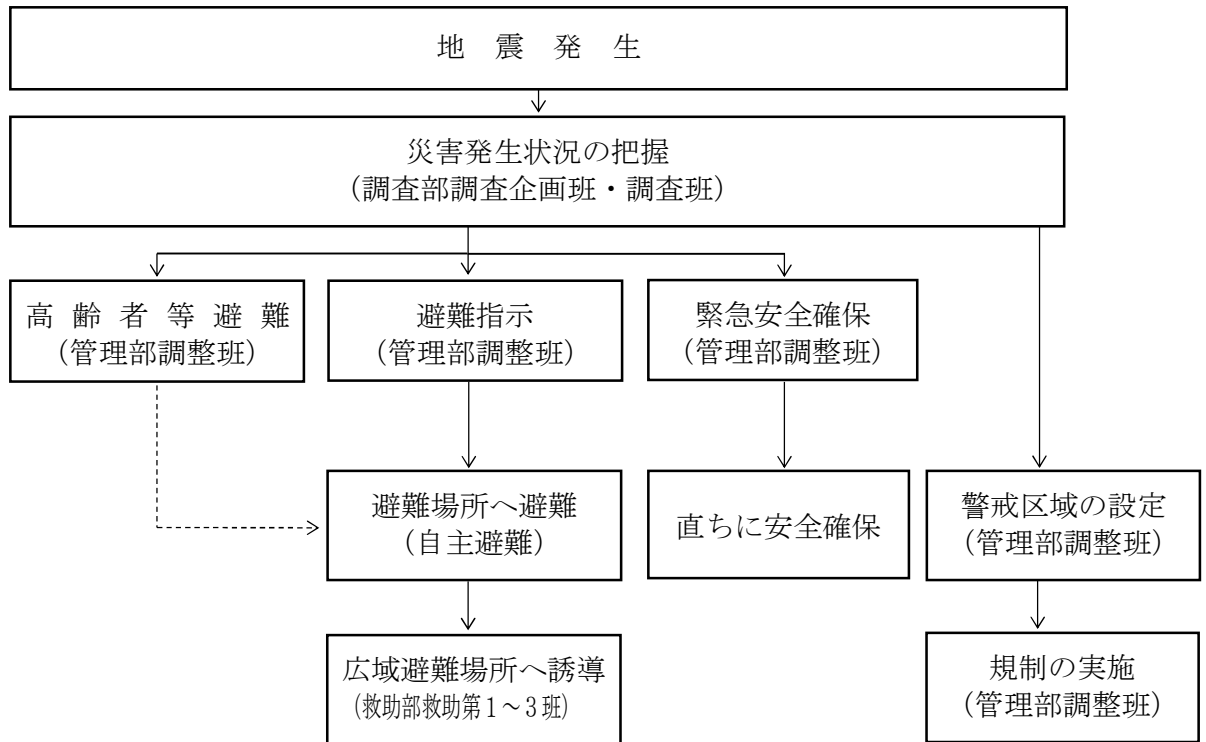 地 震 発 生
災害発生状況の把握
（調査部調査企画班・調査班）
高 齢 者 等 避 難
（管理部調整班）
避難指示
（管理部調整班）
緊急安全確保
（管理部調整班）
避難場所へ避難
（自主避難）
直ちに安全確保
警戒区域の設定
（管理部調整班）
広域避難場所へ誘導
（救助部救助第１～３班）
規制の実施
（管理部調整班）